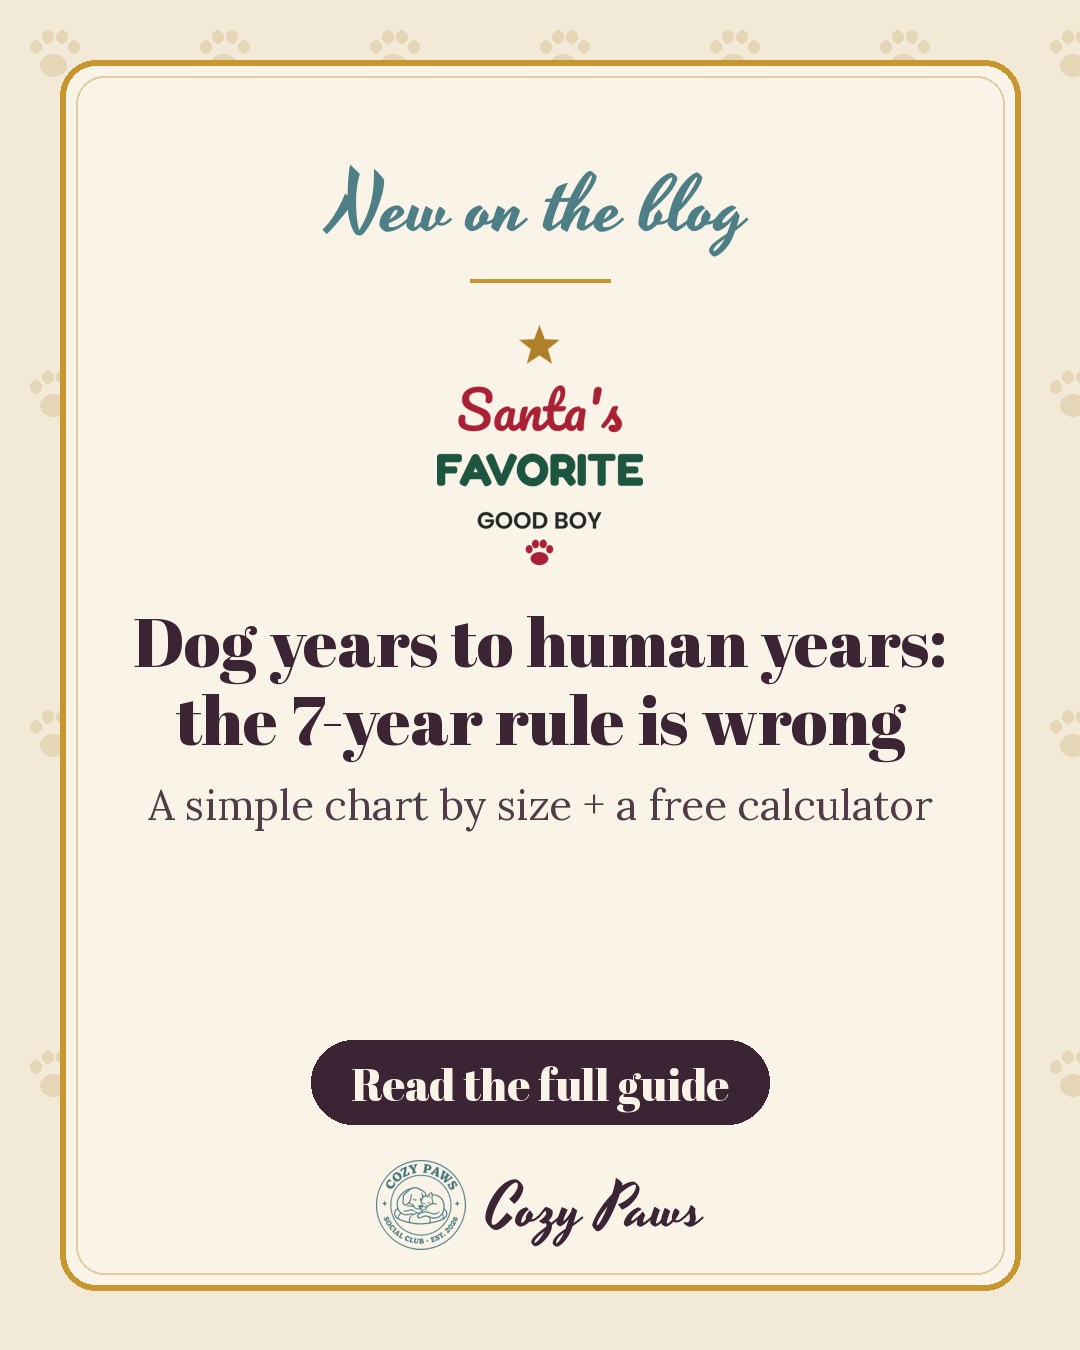 New on the blog
Santa's
FAVORITE
GOOD BOY
Dog years to human years:
the 7-year rule is wrong
A simple chart by size + a free calculator
Read the full guide
COZY PAWS
SOCIAL CLUB · EST. 2026
Cozy Paws